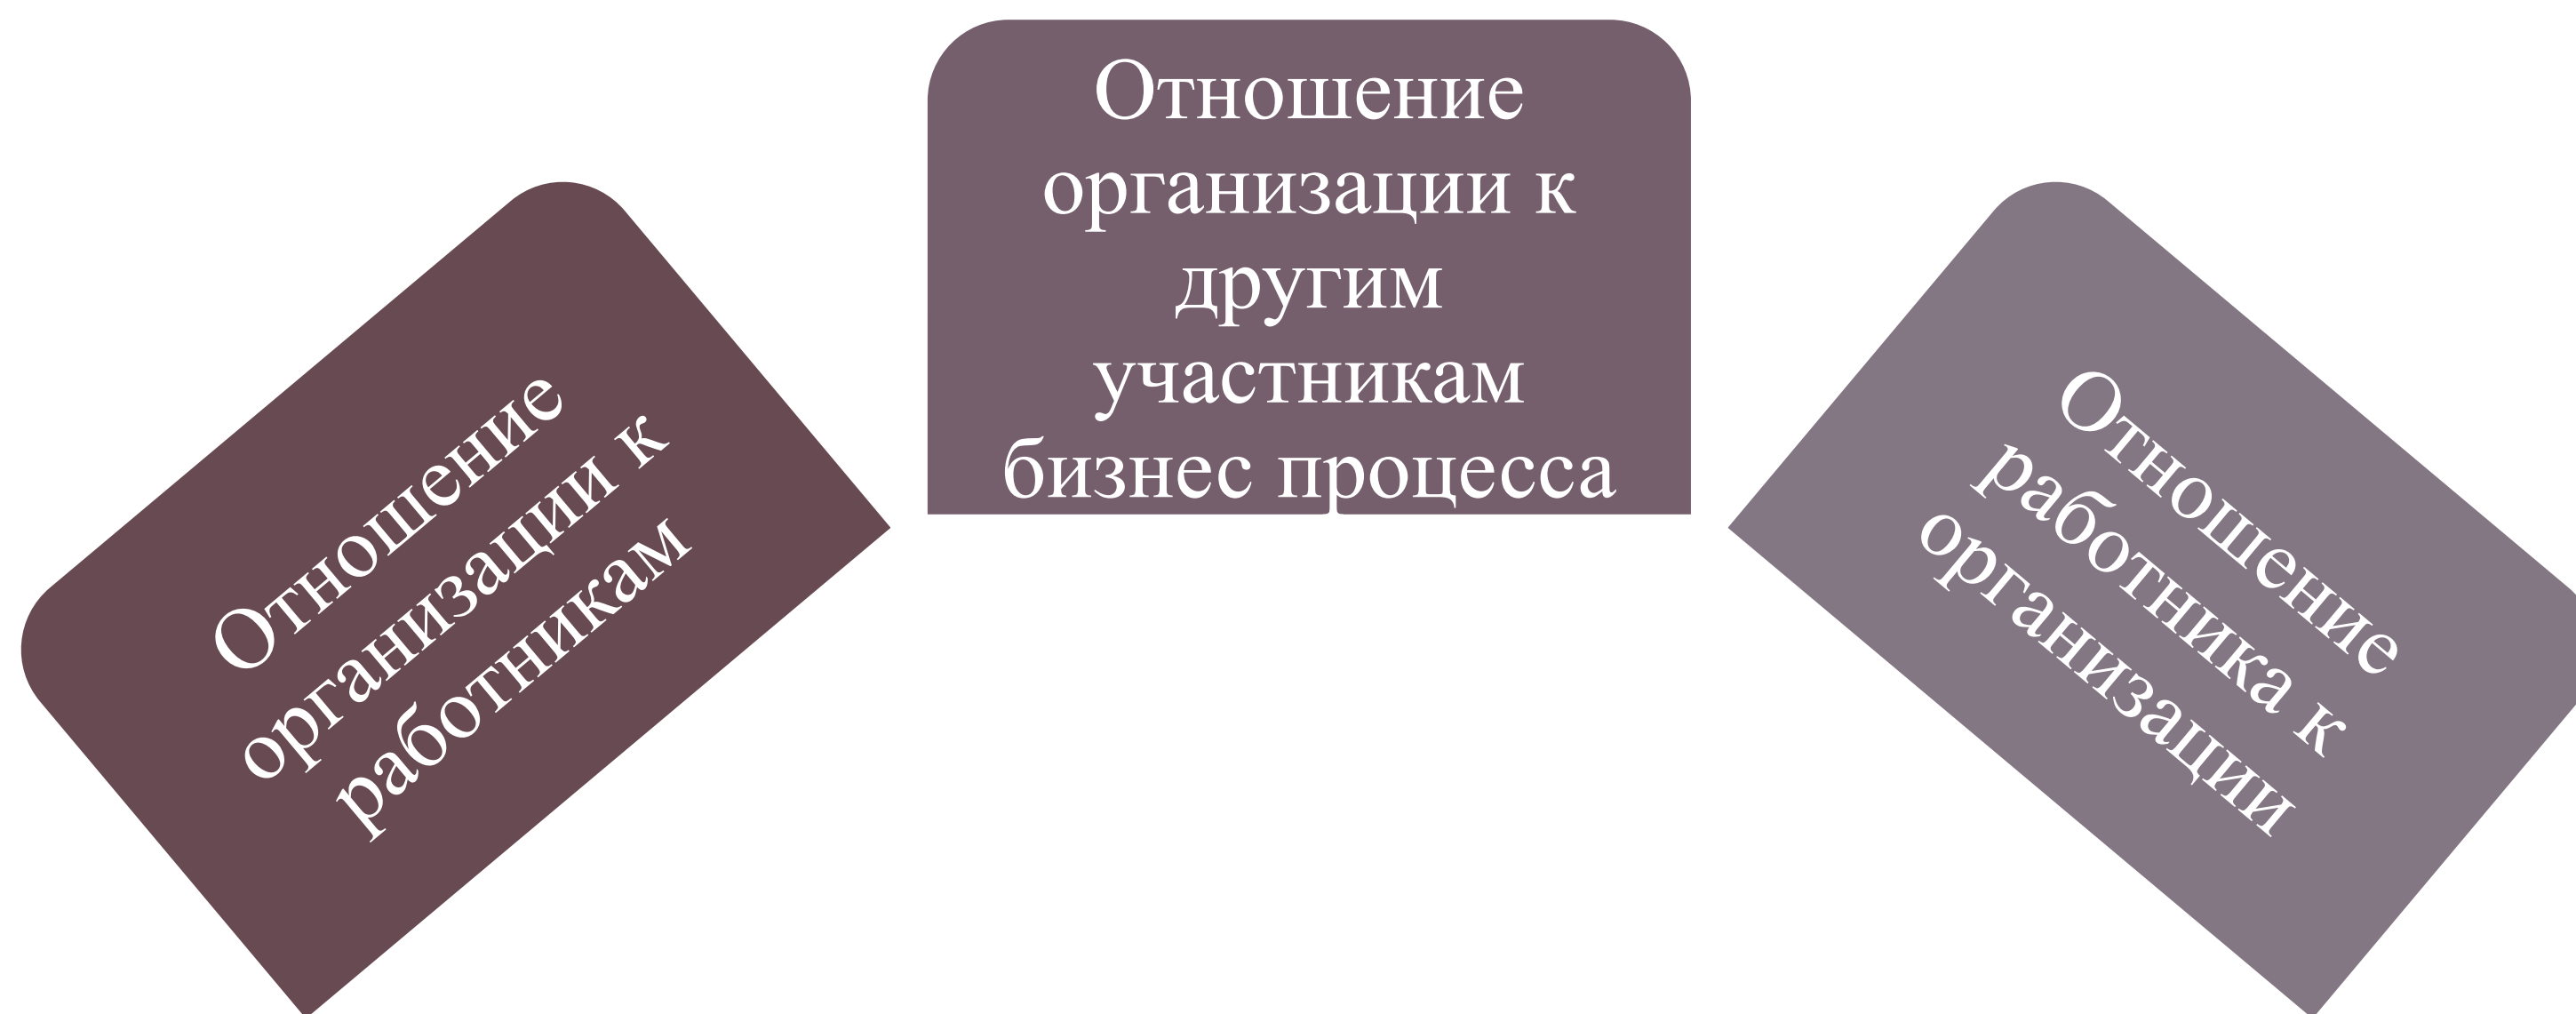 Отношение
организации к
работникам
Отношение
организации к
другим
участникам
бизнес процесса
Отношение
работника к
организации